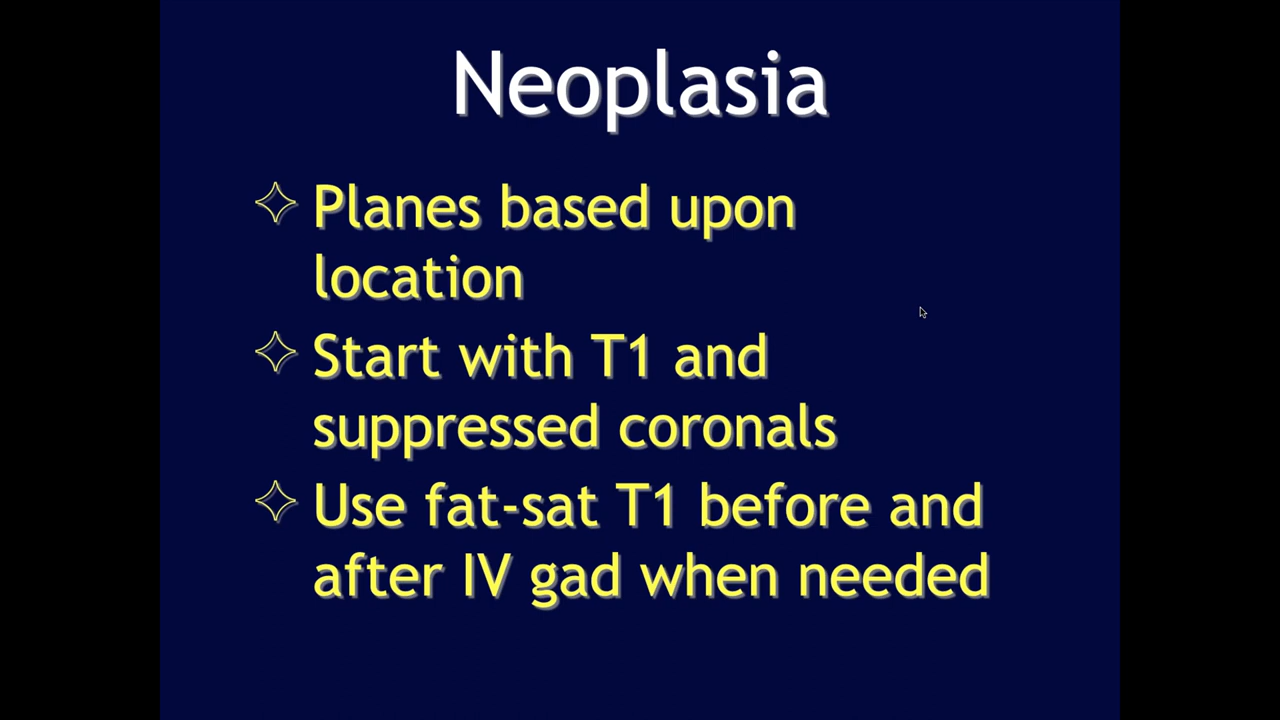 Neoplasia
Planes based upon
location
Start with T1 and
suppressed coronals
Use fat-sat T1 before and
after IV gad when needed